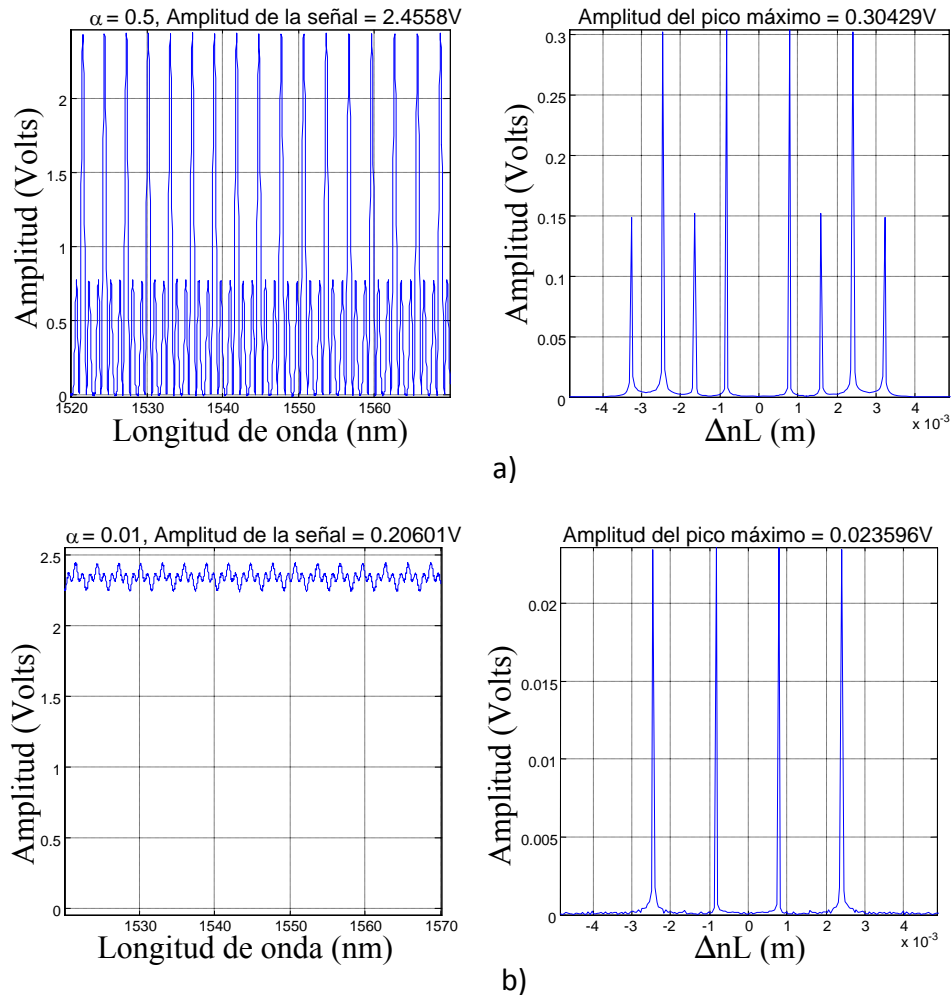 α = 0.5, Amplitud de la señal = 2.4558V
Amplitud (Volts)
2
1.5
1
0.5
0
1520 1530 1540 1550 1560
Longitud de onda (nm)
Amplitud del pico máximo = 0.30429V
Amplitud (Volts)
0.3
0.25
0.2
0.15
0.1
0.05
0
-4 -3 -2 -1 0 1 2 3 4
x 10⁻³
ΔnL (m)
a)
α = 0.01, Amplitud de la señal = 0.20601V
Amplitud (Volts)
2.5
2
1.5
1
0.5
0
1530 1540 1550 1560 1570
Longitud de onda (nm)
Amplitud del pico máximo = 0.023596V
Amplitud (Volts)
0.02
0.015
0.01
0.005
0
-4 -3 -2 -1 0 1 2 3 4
x 10⁻³
ΔnL (m)
b)